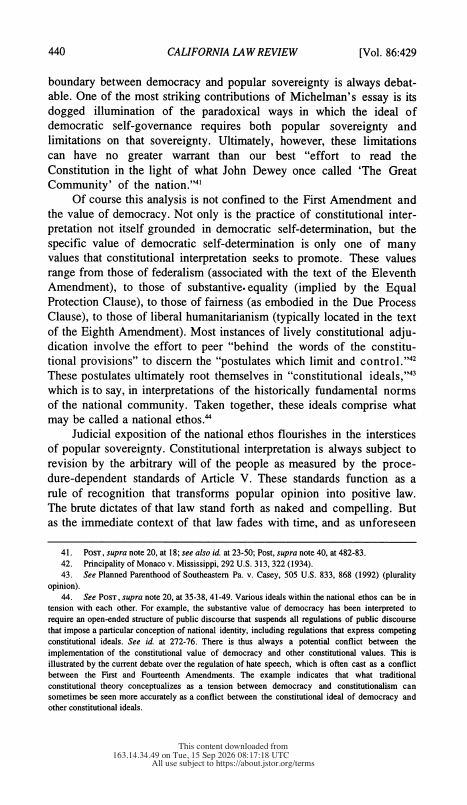 440
CALIFORNIA LAW REVIEW
[Vol. 86:429
boundary between democracy and popular sovereignty is always debat-
able. One of the most striking contributions of Michelman's essay is its
dogged illumination of the paradoxical ways in which the ideal of
democratic self-governance requires both popular sovereignty and
limitations on that sovereignty. Ultimately, however, these limitations
can have no greater warrant than our best "effort to read the
Constitution in the light of what John Dewey once called 'The Great
Community' of the nation."41
Of course this analysis is not confined to the First Amendment and
the value of democracy. Not only is the practice of constitutional inter-
pretation not itself grounded in democratic self-determination, but the
specific value of democratic self-determination is only one of many
values that constitutional interpretation seeks to promote. These values
range from those of federalism (associated with the text of the Eleventh
Amendment), to those of substantive equality (implied by the Equal
Protection Clause), to those of fairness (as embodied in the Due Process
Clause), to those of liberal humanitarianism (typically located in the text
of the Eighth Amendment). Most instances of lively constitutional adju-
dication involve the effort to peer "behind the words of the constitu-
tional provisions" to discern the "postulates which limit and control."42
These postulates ultimately root themselves in "constitutional ideals,"43
which is to say, in interpretations of the historically fundamental norms
of the national community. Taken together, these ideals comprise what
may be called a national ethos.44
Judicial exposition of the national ethos flourishes in the interstices
of popular sovereignty. Constitutional interpretation is always subject to
revision by the arbitrary will of the people as measured by the proce-
dure-dependent standards of Article V. These standards function as a
rule of recognition that transforms popular opinion into positive law.
The brute dictates of that law stand forth as naked and compelling. But
as the immediate context of that law fades with time, and as unforeseen
41. POST, supra note 20, at 18; see also id. at 23-50; Post, supra note 40, at 482-83.
42. Principality of Monaco v. Mississippi, 292 U.S. 313, 322 (1934).
43. See Planned Parenthood of Southeastern Pa. v. Casey, 505 U.S. 833, 868 (1992) (plurality
opinion).
44. See POST, supra note 20, at 35-38, 41-49. Various ideals within the national ethos can be in
tension with each other. For example, the substantive value of democracy has been interpreted to
require an open-ended structure of public discourse that suspends all regulations of public discourse
that impose a particular conception of national identity, including regulations that express competing
constitutional ideals. See id. at 272-76. There is thus always a potential conflict between the
implementation of the constitutional value of democracy and other constitutional values. This is
illustrated by the current debate over the regulation of hate speech, which is often cast as a conflict
between the First and Fourteenth Amendments. The example indicates that what traditional
constitutional theory conceptualizes as a tension between democracy and constitutionalism can
sometimes be seen more accurately as a conflict between the constitutional ideal of democracy and
other constitutional ideals.
This content downloaded from
163.14.34.49 on Tue, 15 Sep 2026 08:17:18 UTC
All use subject to https://about.jstor.org/terms